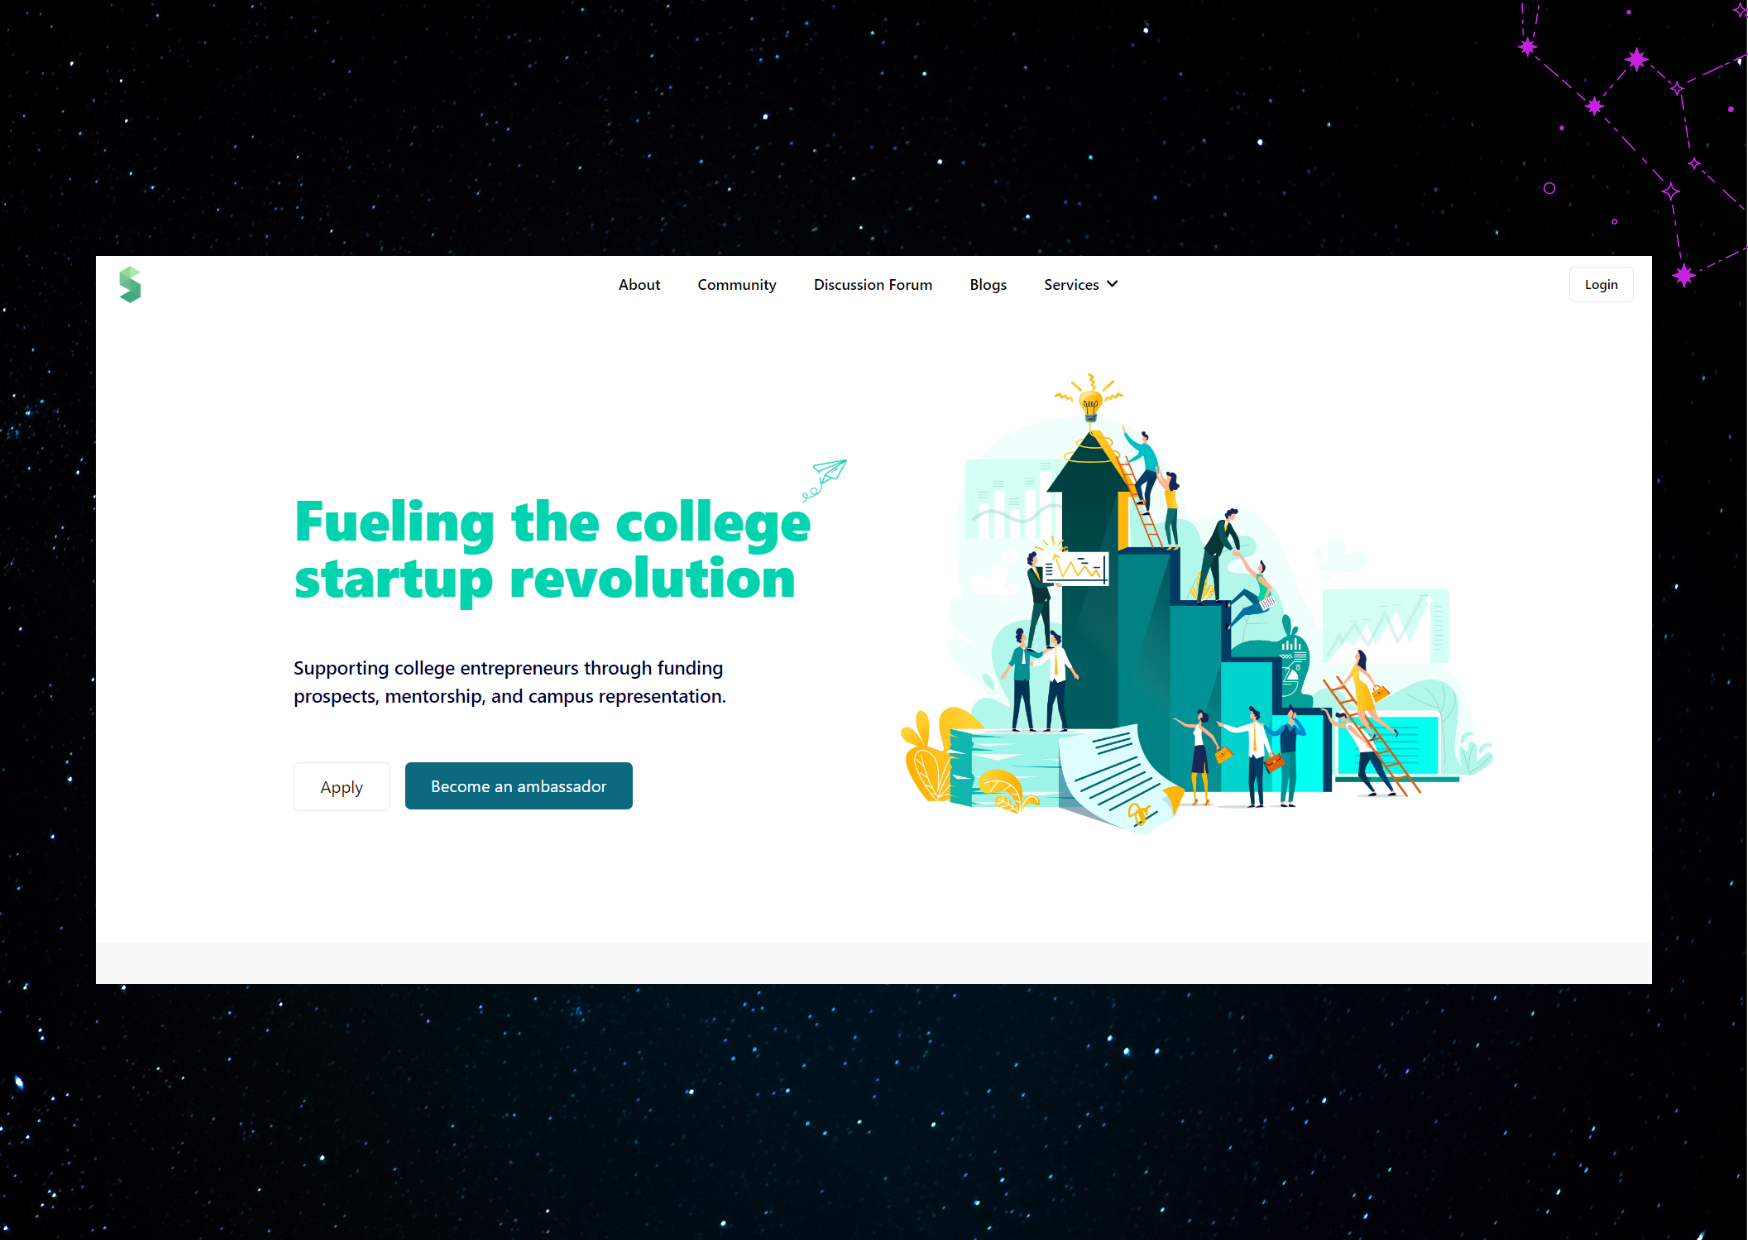 About
Community
Discussion Forum
Blogs
Services
Login
Fueling the college
startup revolution
Supporting college entrepreneurs through funding
prospects, mentorship, and campus representation.
Apply
Become an ambassador